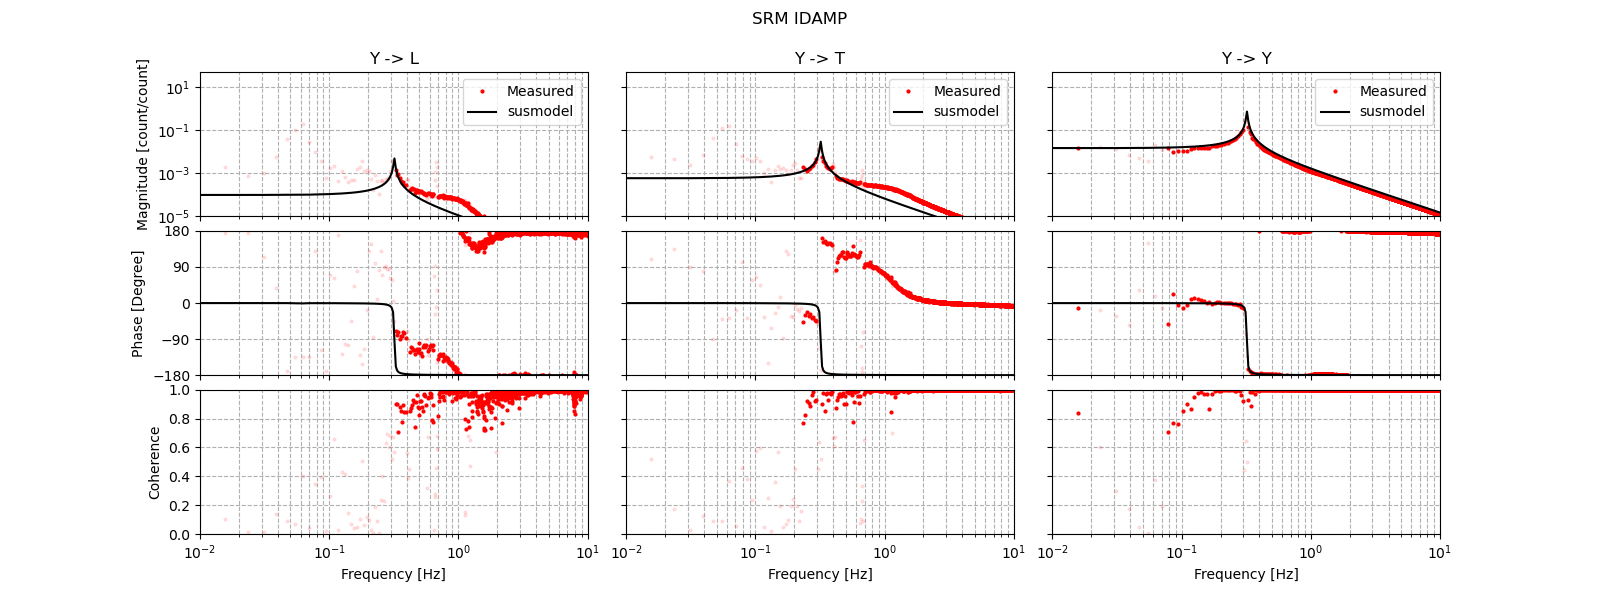 SRM IDAMP
Y -> L
Y -> T
Y -> Y
Magnitude [count/count]
10^1
10^-1
10^-3
10^-5
Measured
susmodel
Measured
susmodel
Measured
susmodel
Phase [Degree]
180
90
0
−90
−180
Coherence
1.0
0.8
0.6
0.4
0.2
0.0
10^-2
10^-1
10^0
10^1
10^-2
10^-1
10^0
10^1
10^-2
10^-1
10^0
10^1
Frequency [Hz]
Frequency [Hz]
Frequency [Hz]